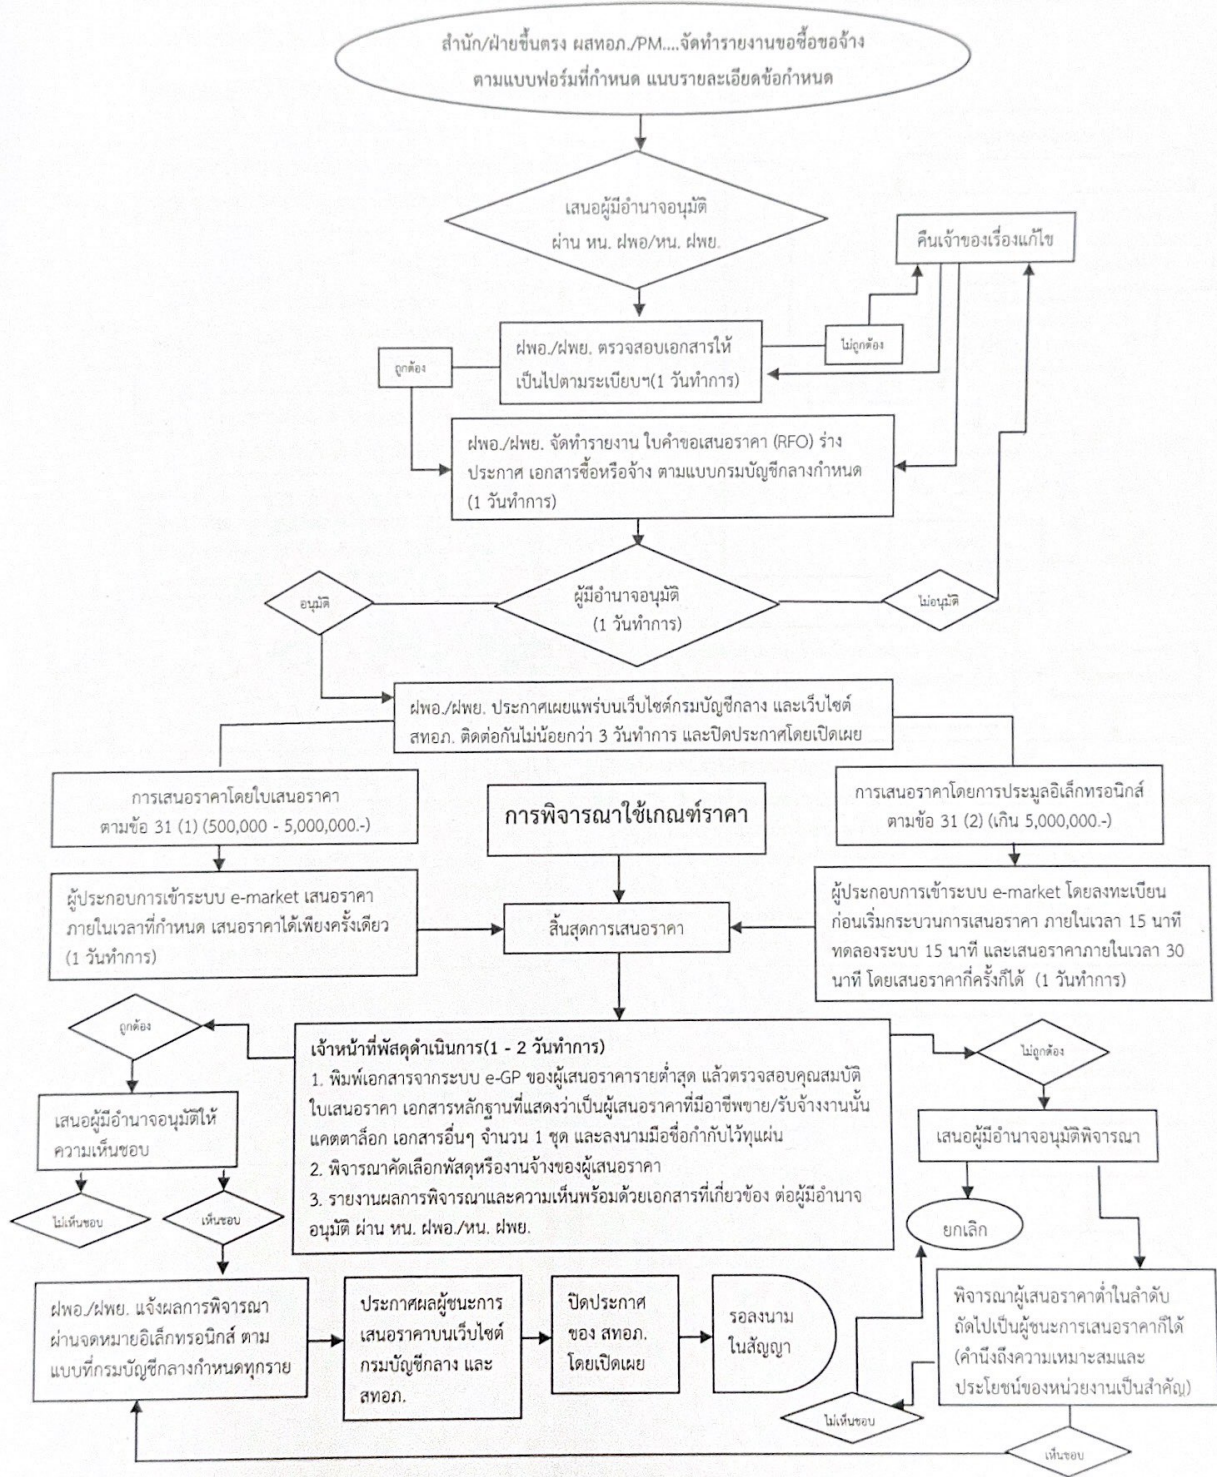 สำนัก/ฝ่ายขึ้นตรง ผสทอภ./PM....จัดทำรายงานขอซื้อขอจ้าง
ตามแบบฟอร์มที่กำหนด แนบรายละเอียดข้อกำหนด
เสนอผู้มีอำนาจอนุมัติ
ผ่าน หน. ฝพอ/หน. ฝพย.
คืนเจ้าของเรื่องแก้ไข
ฝพอ./ฝพย. ตรวจสอบเอกสารให้
เป็นไปตามระเบียบฯ(1 วันทำการ)
ไม่ถูกต้อง
ถูกต้อง
ฝพอ./ฝพย. จัดทำรายงาน ใบคำขอเสนอราคา (RFO) ร่าง
ประกาศ เอกสารซื้อหรือจ้าง ตามแบบกรมบัญชีกลางกำหนด
(1 วันทำการ)
อนุมัติ
ผู้มีอำนาจอนุมัติ
(1 วันทำการ)
ไม่อนุมัติ
ฝพอ./ฝพย. ประกาศเผยแพร่บนเว็บไซต์กรมบัญชีกลาง และเว็บไซต์
สทอภ. ติดต่อกันไม่น้อยกว่า 3 วันทำการ และปิดประกาศโดยเปิดเผย
การเสนอราคาโดยใบเสนอราคา
ตามข้อ 31 (1) (500,000 - 5,000,000.-)
การพิจารณาใช้เกณฑ์ราคา
การเสนอราคาโดยการประมูลอิเล็กทรอนิกส์
ตามข้อ 31 (2) (เกิน 5,000,000.-)
ผู้ประกอบการเข้าระบบ e-market เสนอราคา
ภายในเวลาที่กำหนด เสนอราคาได้เพียงครั้งเดียว
(1 วันทำการ)
สิ้นสุดการเสนอราคา
ผู้ประกอบการเข้าระบบ e-market โดยลงทะเบียน
ก่อนเริ่มกระบวนการเสนอราคา ภายในเวลา 15 นาที
ทดลองระบบ 15 นาที และเสนอราคาภายในเวลา 30
นาที โดยเสนอราคากี่ครั้งก็ได้ (1 วันทำการ)
ถูกต้อง
เจ้าหน้าที่พัสดุดำเนินการ(1 - 2 วันทำการ)
1. พิมพ์เอกสารจากระบบ e-GP ของผู้เสนอราคารายต่ำสุด แล้วตรวจสอบคุณสมบัติ
ใบเสนอราคา เอกสารหลักฐานที่แสดงว่าเป็นผู้เสนอราคาที่มีอาชีพขาย/รับจ้างงานนั้น
แคตตาล็อก เอกสารอื่นๆ จำนวน 1 ชุด และลงนามมือชื่อกำกับไว้ทุแผ่น
2. พิจารณาคัดเลือกพัสดุหรืองานจ้างของผู้เสนอราคา
3. รายงานผลการพิจารณาและความเห็นพร้อมด้วยเอกสารที่เกี่ยวข้อง ต่อผู้มีอำนาจ
อนุมัติ ผ่าน หน. ฝพอ./หน. ฝพย.
ไม่ถูกต้อง
เสนอผู้มีอำนาจอนุมัติให้
ความเห็นชอบ
เสนอผู้มีอำนาจอนุมัติพิจารณา
ไม่เห็นชอบ
เห็นชอบ
ยกเลิก
ฝพอ./ฝพย. แจ้งผลการพิจารณา
ผ่านจดหมายอิเล็กทรอนิกส์ ตาม
แบบที่กรมบัญชีกลางกำหนดทุกราย
ประกาศผลผู้ชนะการ
เสนอราคาบนเว็บไซต์
กรมบัญชีกลาง และ
สทอภ.
ปิดประกาศ
ของ สทอภ.
โดยเปิดเผย
รอลงนาม
ในสัญญา
พิจารณาผู้เสนอราคาต่ำในลำดับ
ถัดไปเป็นผู้ชนะการเสนอราคาก็ได้
(คำนึงถึงความเหมาะสมและ
ประโยชน์ของหน่วยงานเป็นสำคัญ)
ไม่เห็นชอบ
เห็นชอบ